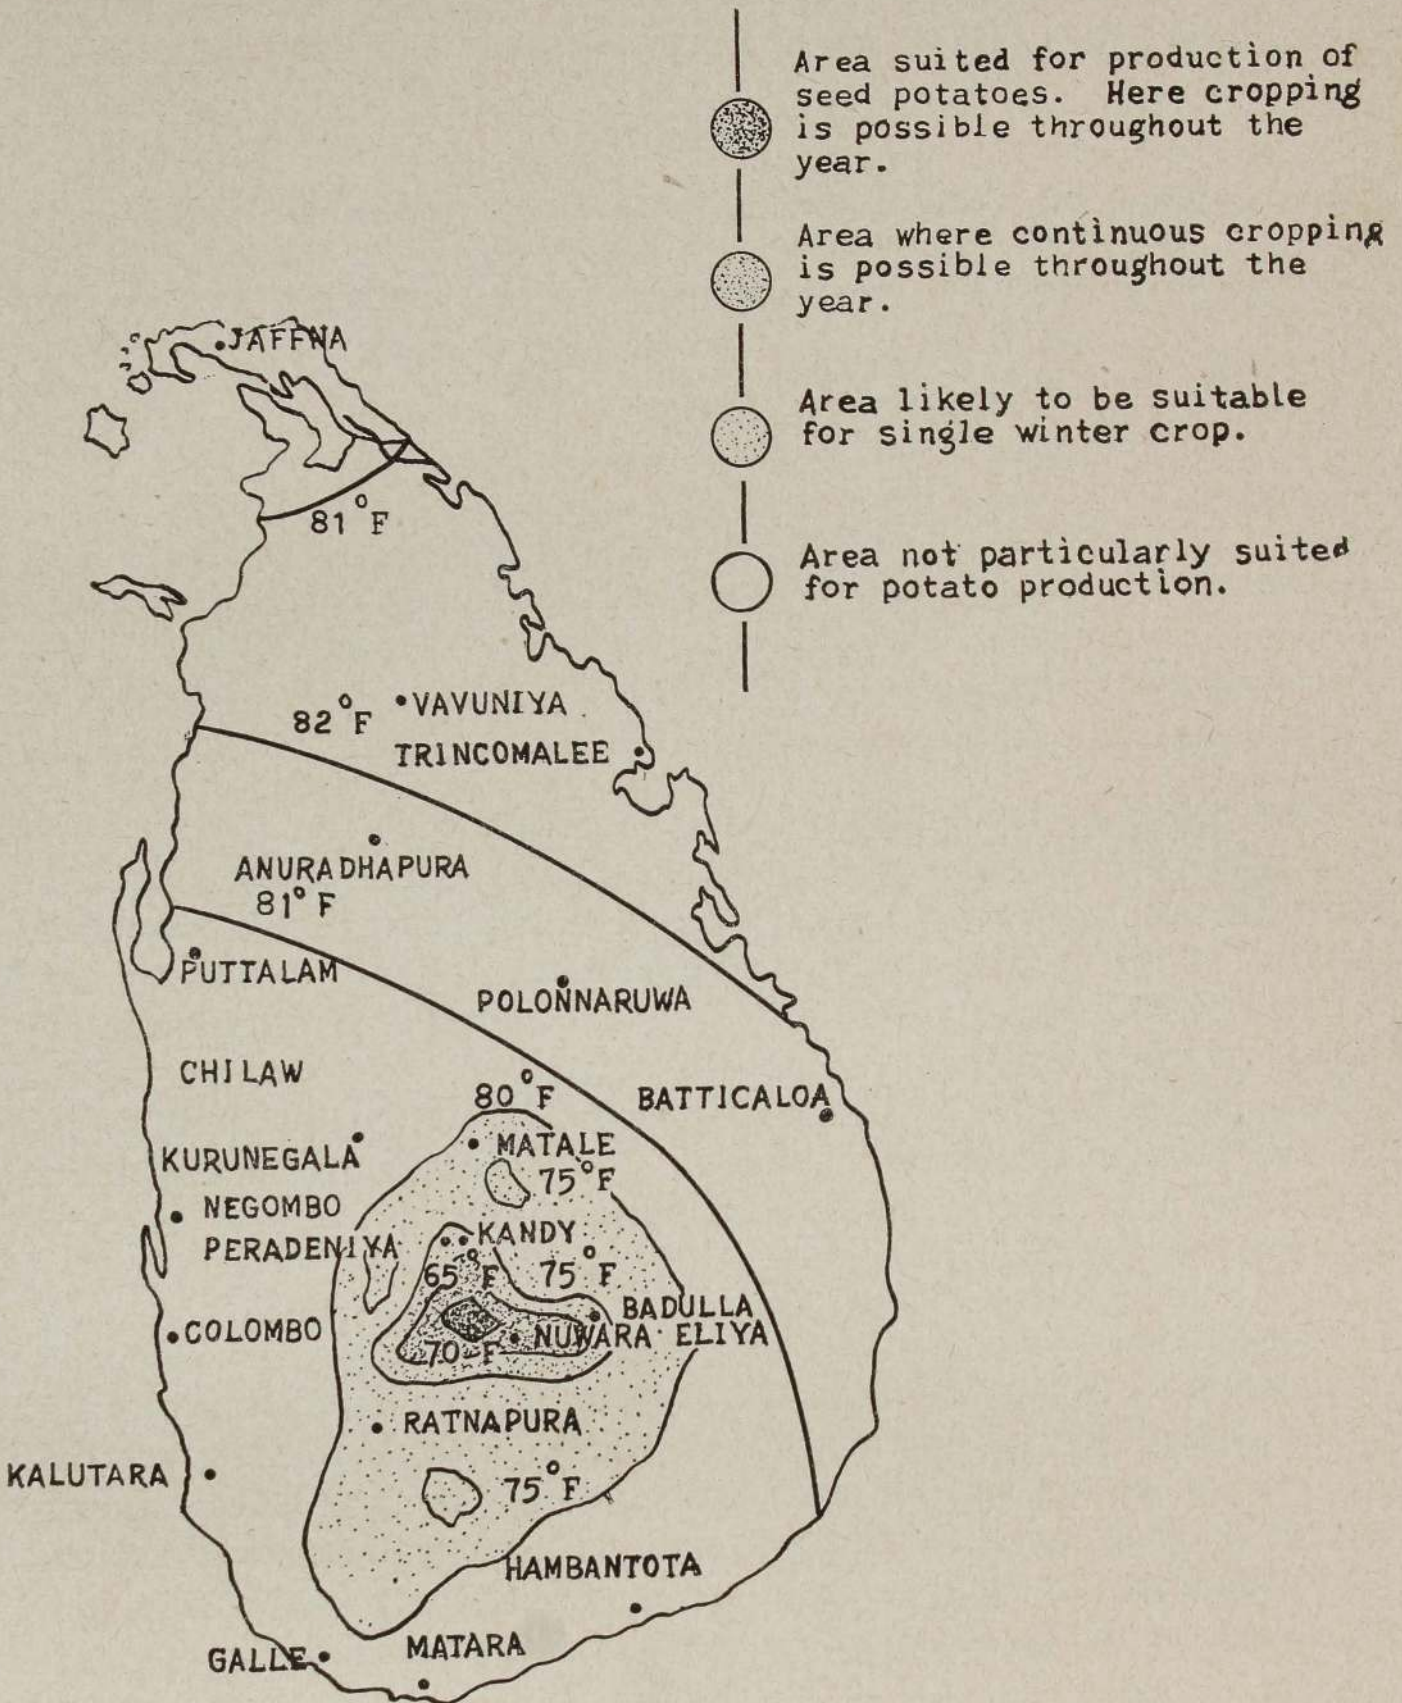 Area suited for production of
seed potatoes. Here cropping
is possible throughout the
year.
Area where continuous cropping
is possible throughout the
year.
Area likely to be suitable
for single winter crop.
Area not particularly suited
for potato production.
JAFFNA
81°F
82°F
VAVUNIYA
TRINCOMALEE
ANURADHAPURA
81°F
PUTTALAM
POLONNARUWA
CHILAW
80°F
BATTICALOA
MATALE
KURUNEGALA
75°F
NEGOMBO
KANDY
PERADENIYA
65°F
75°F
BADULLA
COLOMBO
NUWARA ELIYA
70°F
RATNAPURA
KALUTARA
75°F
HAMBANTOTA
MATARA
GALLE